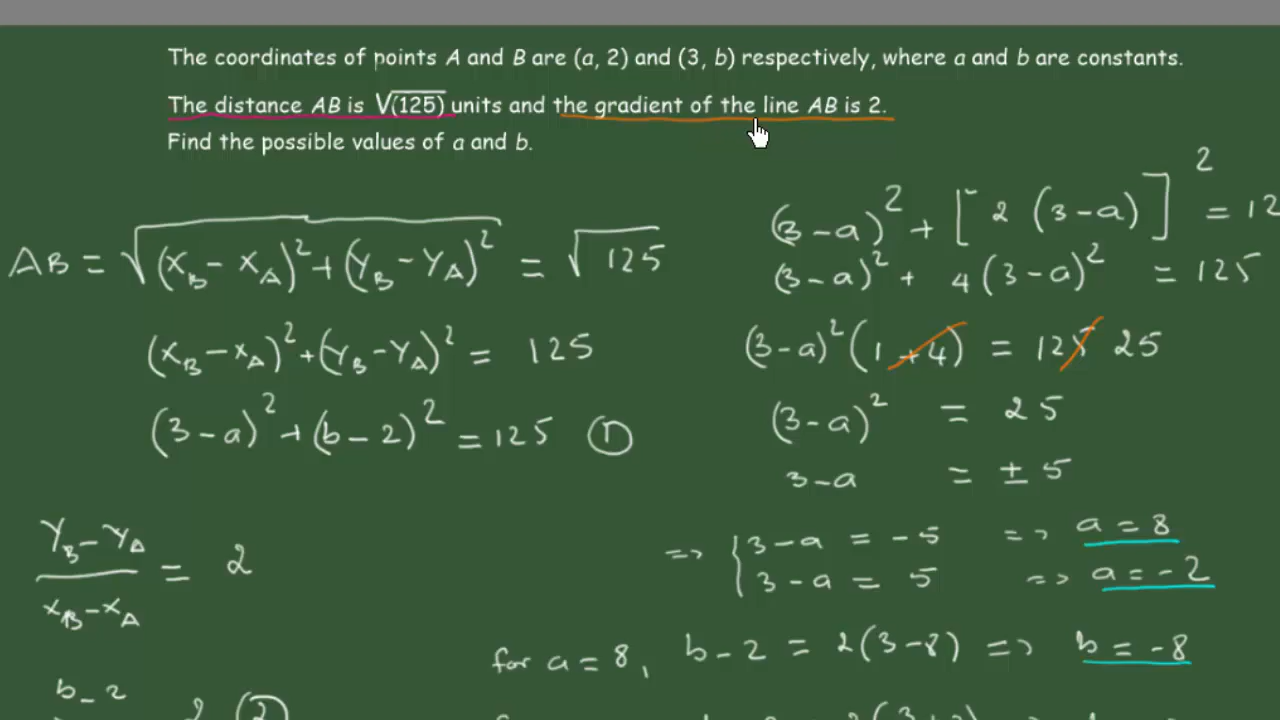 The coordinates of points A and B are (a, 2) and (3, b) respectively, where a and b are constants.
The distance AB is √(125) units and the gradient of the line AB is 2.
Find the possible values of a and b.
AB = √((x_B - x_A)² + (y_B - y_A)²) = √125
(x_B - x_A)² + (y_B - y_A)² = 125
(3 - a)² + (b - 2)² = 125 ①
(y_B - y_A) / (x_B - x_A) = 2
b - 2
2 ②
(3 - a)² + [2 (3 - a)]² = 12
(3 - a)² + 4 (3 - a)² = 125
(3 - a)² (1 + 4) = 125 25
(3 - a)² = 25
3 - a = ± 5
=> { 3 - a = - 5 => a = 8
3 - a = 5 => a = - 2
for a = 8, b - 2 = 2 (3 - 8) => b = - 8